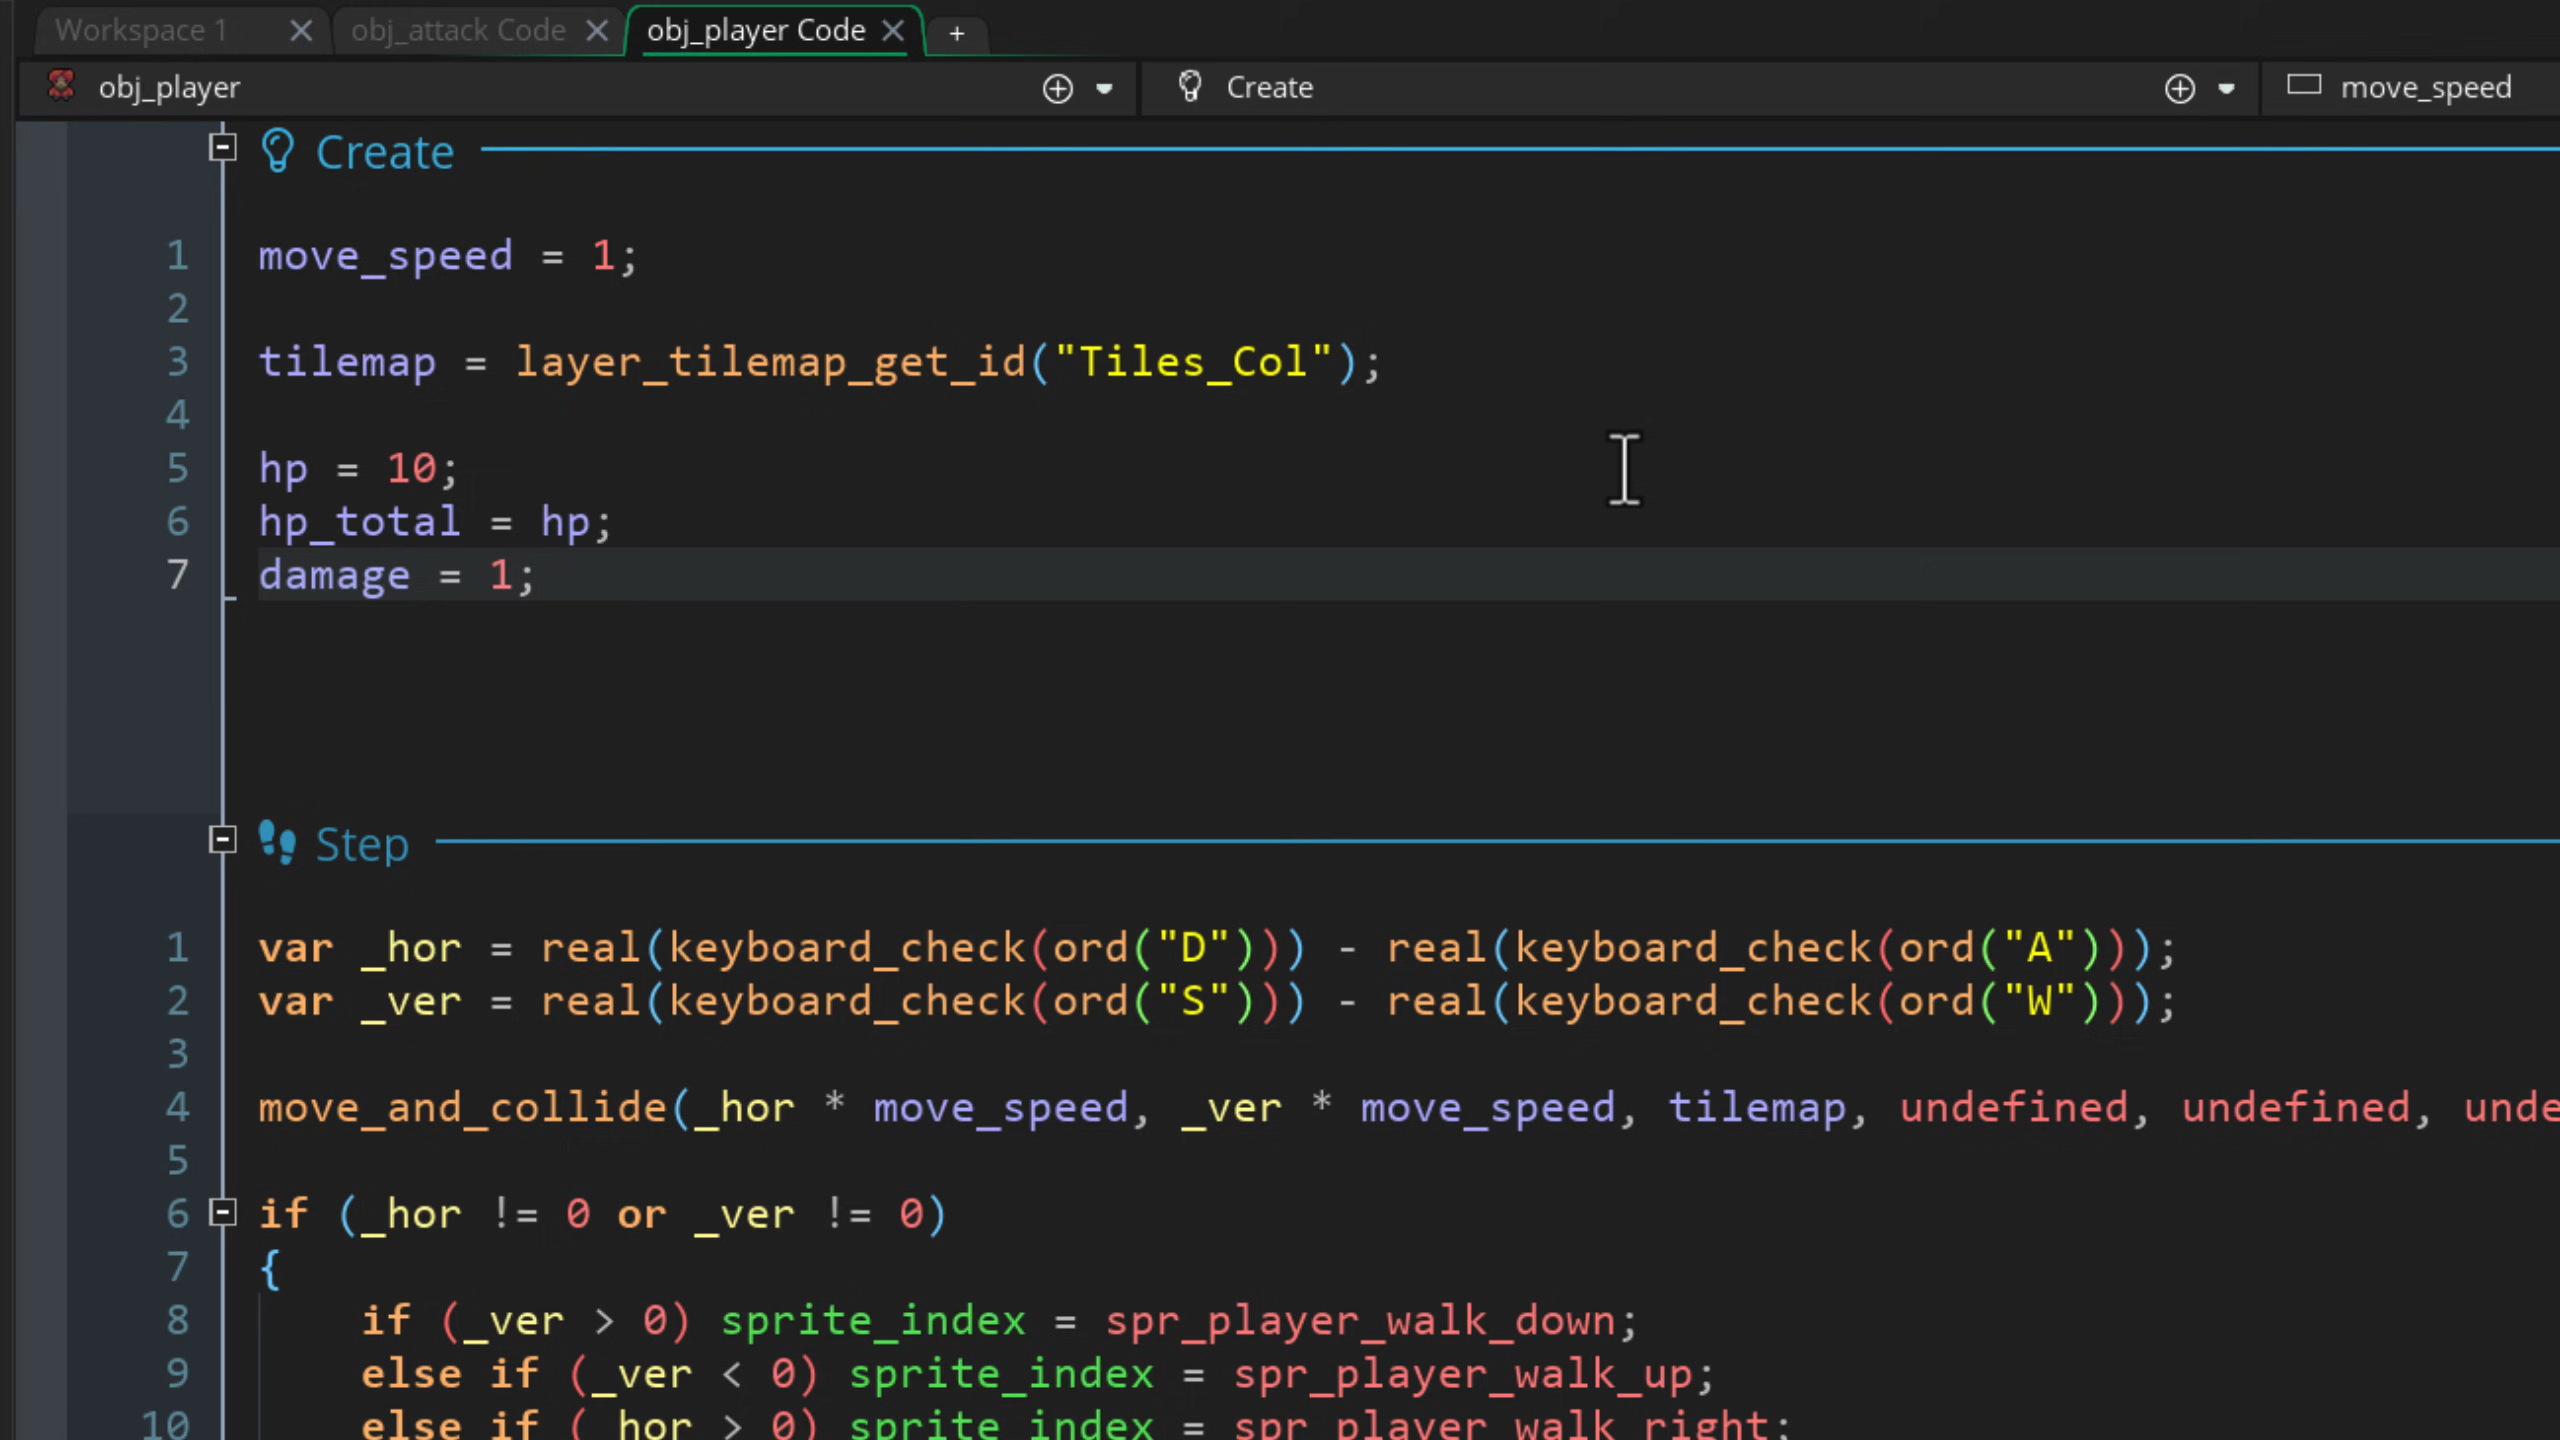 Workspace 1 obj_attack Code obj_player Code +
obj_player Create move_speed
Create
1 move_speed = 1;
2
3 tilemap = layer_tilemap_get_id("Tiles_Col");
4
5 hp = 10;
6 hp_total = hp;
7 damage = 1;
Step
1 var _hor = real(keyboard_check(ord("D"))) - real(keyboard_check(ord("A")));
2 var _ver = real(keyboard_check(ord("S"))) - real(keyboard_check(ord("W")));
3
4 move_and_collide(_hor * move_speed, _ver * move_speed, tilemap, undefined, undefined, unde
5
6 if (_hor != 0 or _ver != 0)
7 {
8 if (_ver > 0) sprite_index = spr_player_walk_down;
9 else if (_ver < 0) sprite_index = spr_player_walk_up;
10 else if (_hor > 0) sprite_index = spr_player_walk_right;